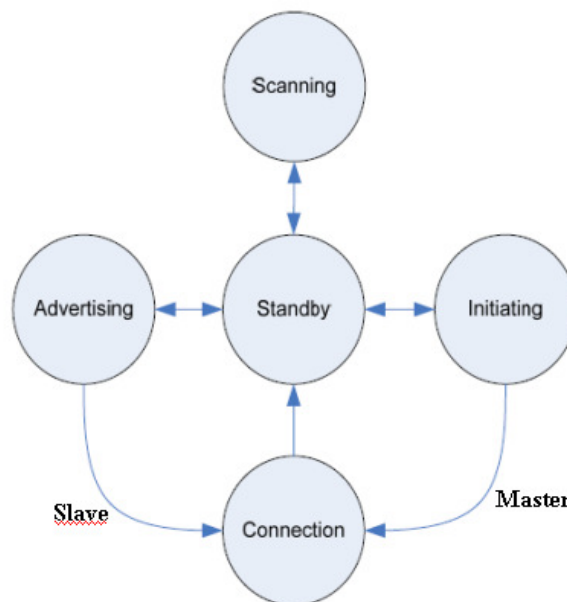 Scanning
Advertising
Standby
Initiating
Slave
Master
Connection